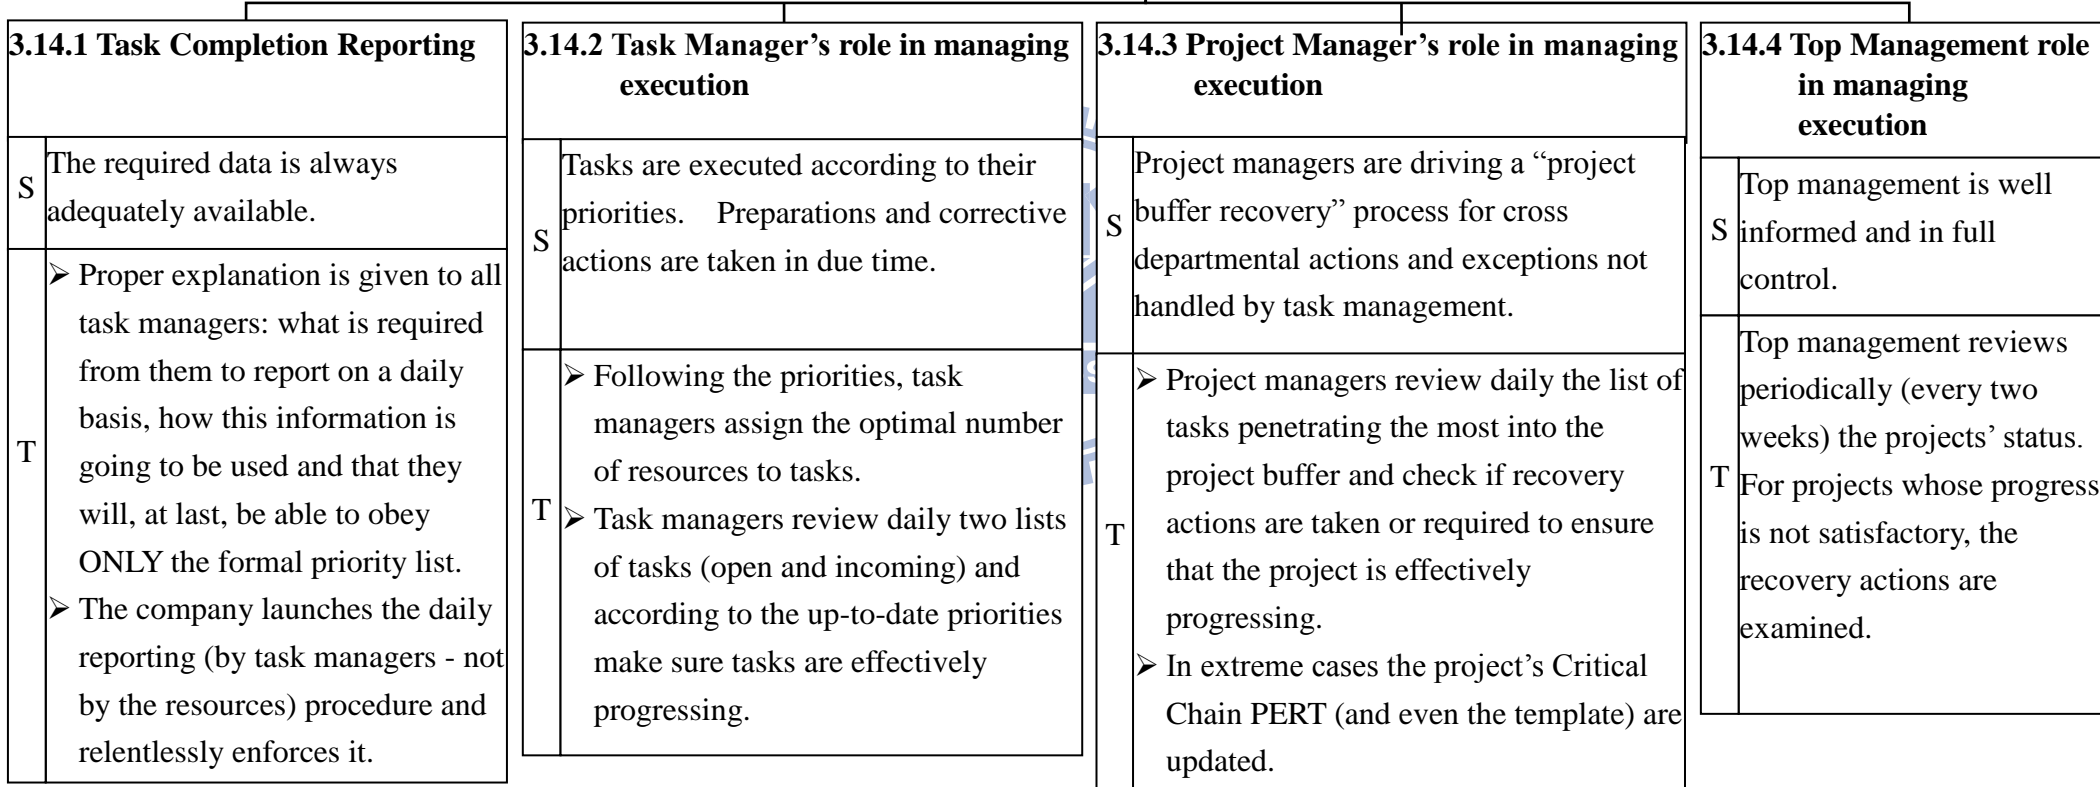 3.14.1 Task Completion Reporting
S
The required data is always
adequately available.
T
➢ Proper explanation is given to all
task managers: what is required
from them to report on a daily
basis, how this information is
going to be used and that they
will, at last, be able to obey
ONLY the formal priority list.
➢ The company launches the daily
reporting (by task managers - not
by the resources) procedure and
relentlessly enforces it.
3.14.2 Task Manager’s role in managing
execution
S
Tasks are executed according to their
priorities. Preparations and corrective
actions are taken in due time.
T
➢ Following the priorities, task
managers assign the optimal number
of resources to tasks.
➢ Task managers review daily two lists
of tasks (open and incoming) and
according to the up-to-date priorities
make sure tasks are effectively
progressing.
3.14.3 Project Manager’s role in managing
execution
S
Project managers are driving a “project
buffer recovery” process for cross
departmental actions and exceptions not
handled by task management.
T
➢ Project managers review daily the list of
tasks penetrating the most into the
project buffer and check if recovery
actions are taken or required to ensure
that the project is effectively
progressing.
➢ In extreme cases the project’s Critical
Chain PERT (and even the template) are
updated.
3.14.4 Top Management role
in managing
execution
S
Top management is well
informed and in full
control.
T
Top management reviews
periodically (every two
weeks) the projects’ status.
For projects whose progress
is not satisfactory, the
recovery actions are
examined.